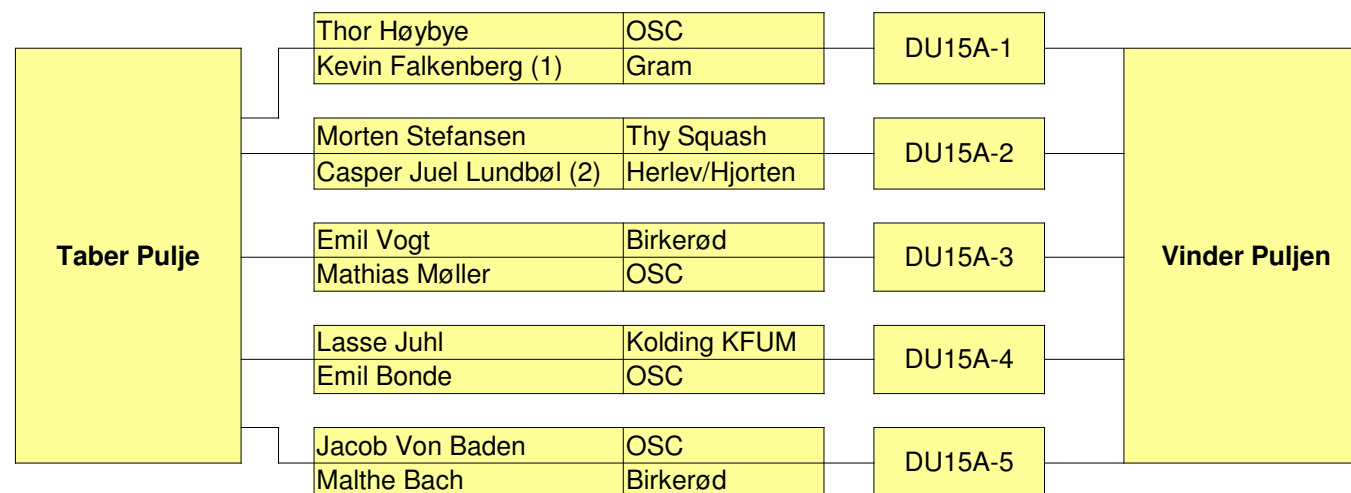 Thor Høybye OSC
DU15A-1
Kevin Falkenberg (1) Gram
Morten Stefansen Thy Squash
DU15A-2
Casper Juel Lundbøl (2) Herlev/Hjorten
Emil Vogt Birkerød
Taber Pulje DU15A-3 Vinder Puljen
Mathias Møller OSC
Lasse Juhl Kolding KFUM
DU15A-4
Emil Bonde OSC
Jacob Von Baden OSC
DU15A-5
Malthe Bach Birkerød